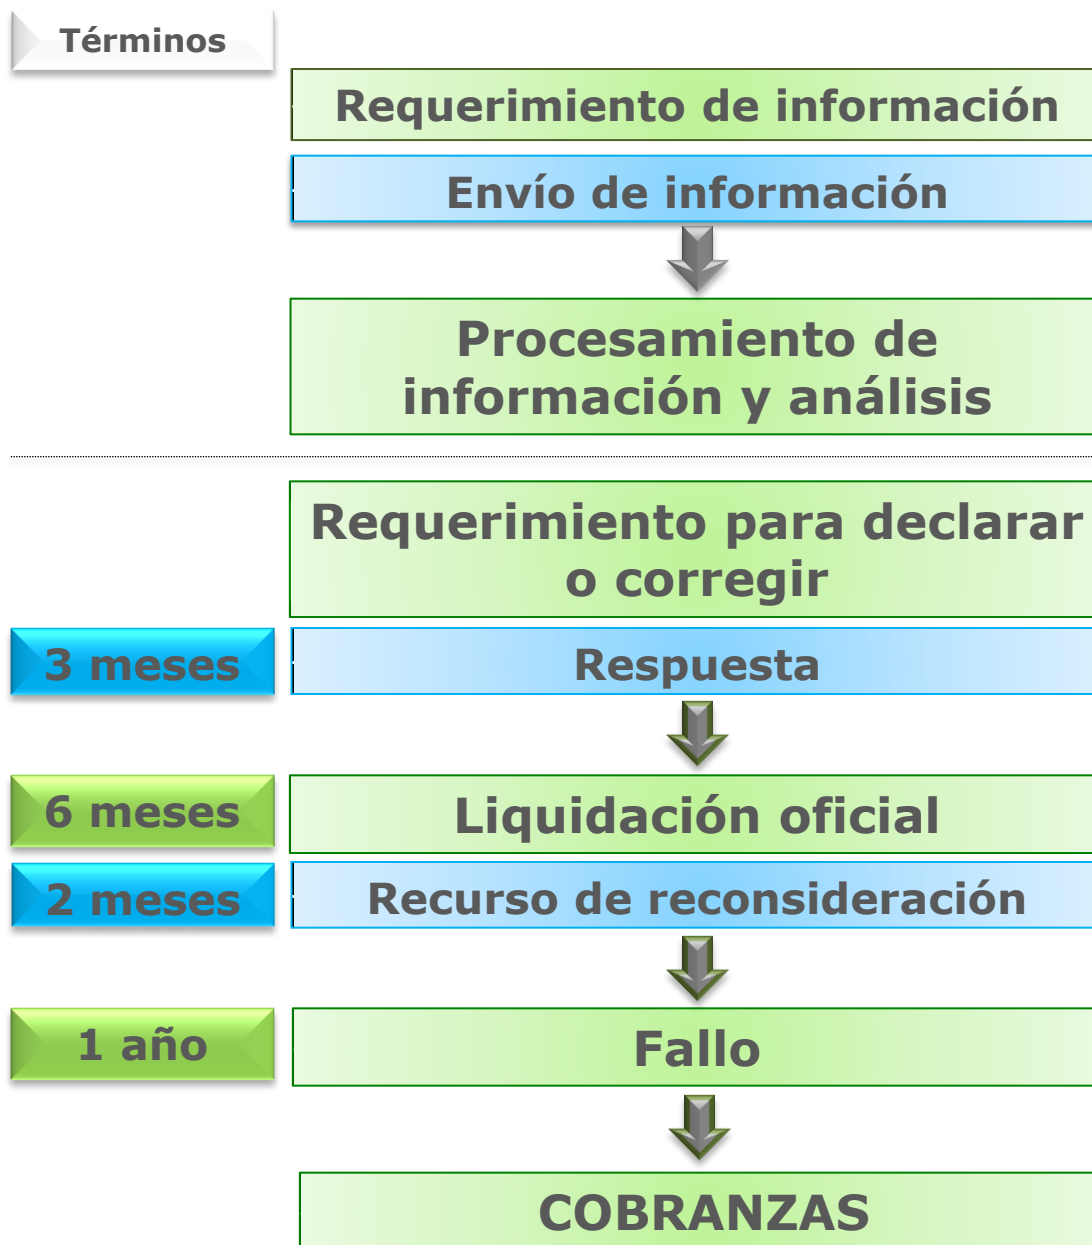 Términos
Requerimiento de información
Envío de información
Procesamiento de
información y análisis
Requerimiento para declarar
o corregir
3 meses
Respuesta
6 meses
Liquidación oficial
2 meses
Recurso de reconsideración
1 año
Fallo
COBRANZAS